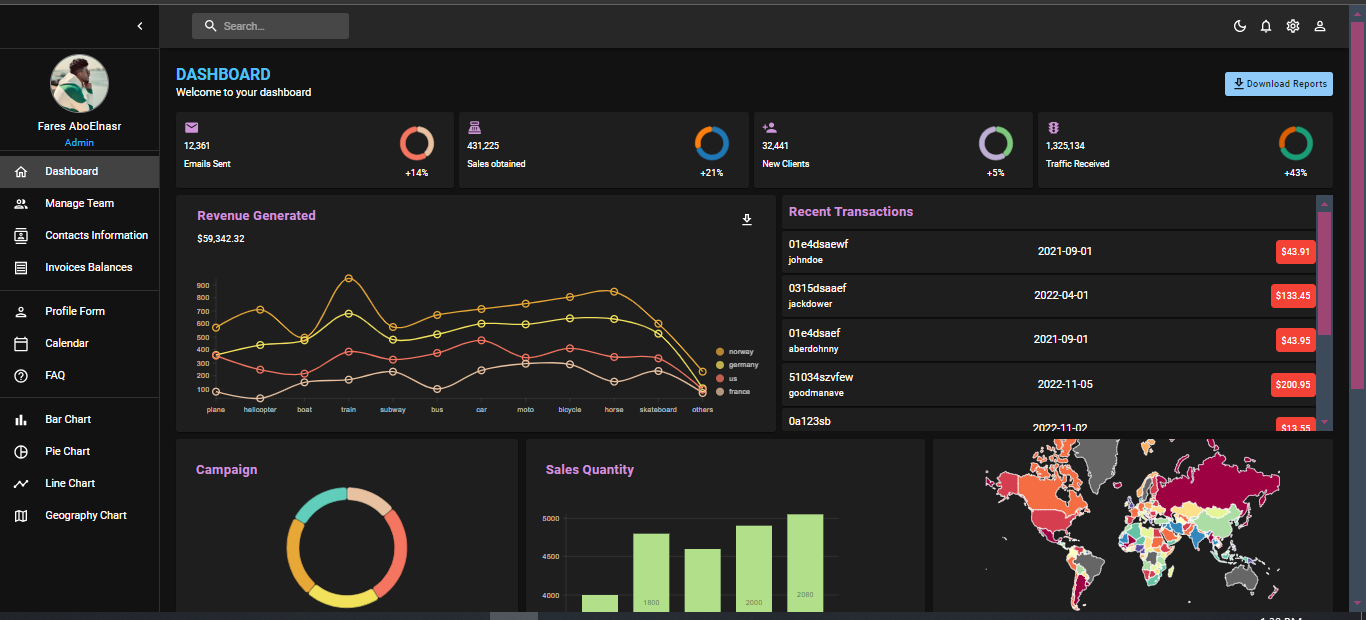 Search...
Fares AboElnasr
Admin
Dashboard
Manage Team
Contacts Information
Invoices Balances
Profile Form
Calendar
FAQ
Bar Chart
Pie Chart
Line Chart
Geography Chart
DASHBOARD
Welcome to your dashboard
Download Reports
12,361
Emails Sent
+14%
431,225
Sales obtained
+21%
32,441
New Clients
+5%
1,325,134
Traffic Received
+43%
Revenue Generated
$59,342.32
900
800
700
600
500
400
300
200
100
plane helicopter boat train subway bus car moto bicycle horse skateboard others
norway
germany
us
france
Recent Transactions
01e4dsaewf
johndoe
2021-09-01
$43.91
0315dsaaef
jackdower
2022-04-01
$133.45
01e4dsaef
aberdohnny
2021-09-01
$43.95
51034szvfew
goodmanave
2022-11-05
$200.95
0a123sb
2022-11-02
$13.55
Campaign
Sales Quantity
5000
4500
4000
1800
2000
2080